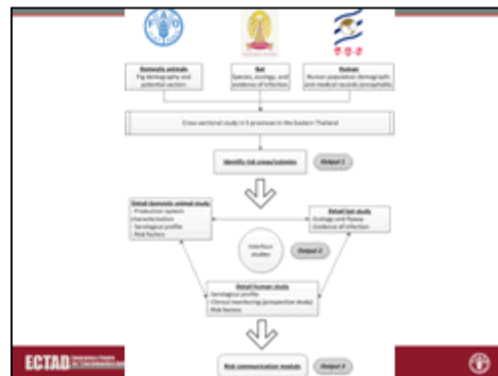 Domestic animals
Pig demography and
potential vectors
Bat
Species, ecology, and
evidence of infection
Human
Human population demography
and medical records (encephalitis)
Cross sectional study in 5 provinces in the Eastern Thailand
Identify risk areas/colonies
Output 1
Detail domestic animal study
- Production system
characterization
- Serological profile
- Risk factors
Detail bat study
- Ecology and flyway
- Evidence of infection
Interface
studies
Output 2
Detail human study
- Serological profile
- Clinical monitoring (prospective study)
- Risk factors
Risk communication module
Output 3
ECTAD